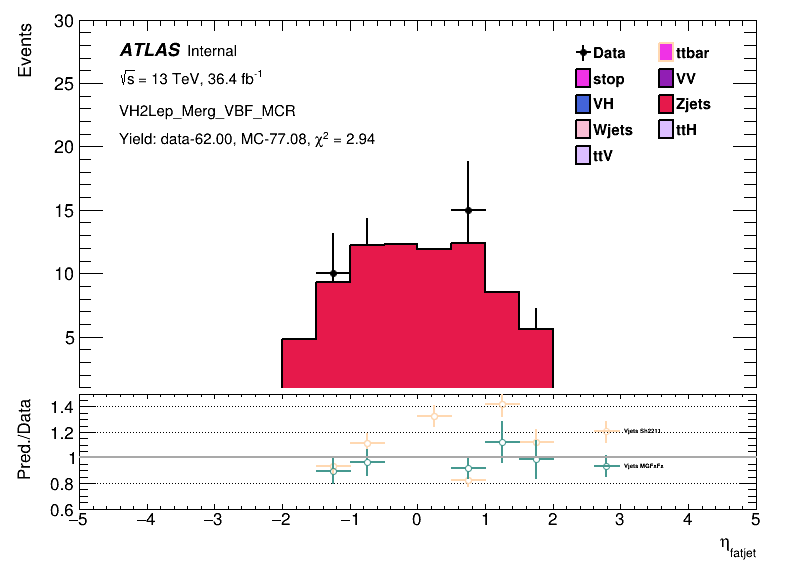 Events
30
25
20
15
10
5
ATLAS Internal
√s = 13 TeV, 36.4 fb⁻¹
VH2Lep_Merg_VBF_MCR
Yield: data-62.00, MC-77.08, χ² = 2.94
Data
ttbar
stop
VV
VH
Zjets
Wjets
ttH
ttV
Pred./Data
1.4
1.2
1
0.8
0.6
Vjets Sh2211
Vjets MGFxFx
−5 −4 −3 −2 −1 0 1 2 3 4 5
η_fatjet